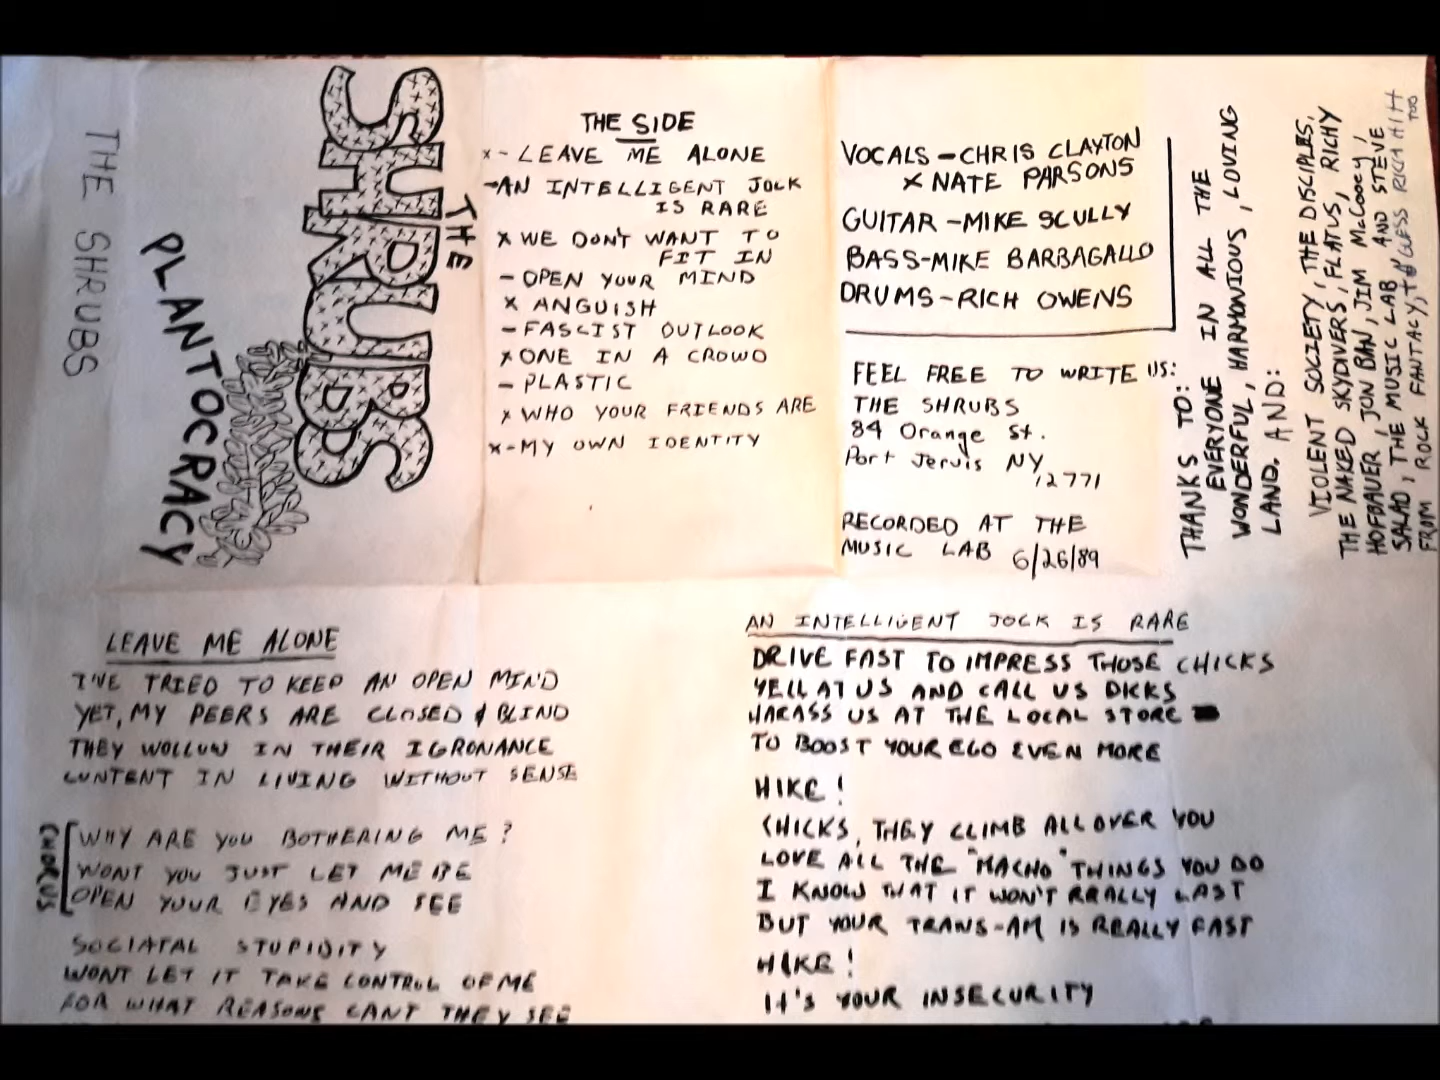 THE SHRUBS
PLANTOCRACY
THE
SHRUBS
THE SIDE
x - LEAVE ME ALONE
- AN INTELLIGENT JOCK
IS RARE
x WE DON'T WANT TO
FIT IN
- OPEN YOUR MIND
x ANGUISH
- FASCIST OUTLOOK
x ONE IN A CROWD
- PLASTIC
x WHO YOUR FRIENDS ARE
x - MY OWN IDENTITY
VOCALS - CHRIS CLAYTON
x NATE PARSONS
GUITAR - MIKE SCULLY
BASS - MIKE BARBAGALLO
DRUMS - RICH OWENS
FEEL FREE TO WRITE US:
THE SHRUBS
84 Orange St.
Port Jervis NY
12771
RECORDED AT THE
MUSIC LAB 6/26/89
THANKS TO:
EVERYONE IN ALL THE
WONDERFUL, HARMONIOUS, LOVING
LAND. AND:
VIOLENT SOCIETY, THE DISCIPLES,
THE NAKED SKYDIVERS, FLATUS, RICHY
HOFBAUER, JON BAN, JIM McCooey,
SALAD, THE MUSIC LAB, AND STEVE
FROM ROCK FANTACY, RICH H
TOO
LEAVE ME ALONE
I'VE TRIED TO KEEP AN OPEN MIND
YET, MY PEERS ARE CLOSED & BLIND
THEY WOLLOW IN THEIR IGRONANCE
CONTENT IN LIVING WITHOUT SENSE
CHORUS
WHY ARE YOU BOTHERING ME?
WONT YOU JUST LET ME BE
OPEN YOUR EYES AND SEE
SOCIATAL STUPIDITY
WONT LET IT TAKE CONTROL OF ME
FOR WHAT REASONS CANT THEY SEE
AN INTELLIGENT JOCK IS RARE
DRIVE FAST TO IMPRESS THOSE CHICKS
YELL AT US AND CALL US DICKS
HARASS US AT THE LOCAL STORE
TO BOOST YOUR EGO EVEN MORE
HIKE!
CHICKS, THEY CLIMB ALL OVER YOU
LOVE ALL THE "MACHO" THINGS YOU DO
I KNOW THAT IT WON'T RRALLY LAST
BUT YOUR TRANS-AM IS REALLY FAST
HIKE!
IT'S YOUR INSECURITY